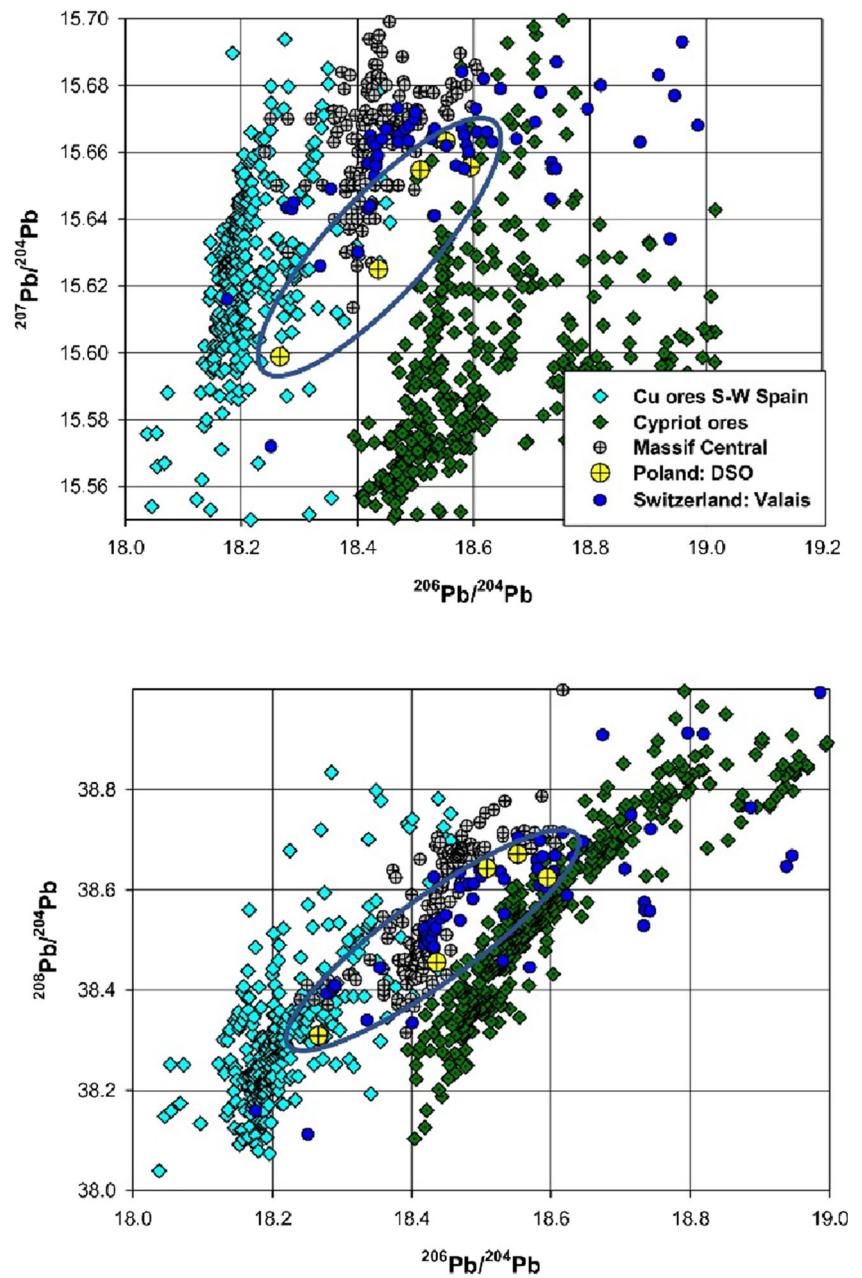 15.70
15.68
15.66
15.64
15.62
15.60
15.58
15.56
207Pb/204Pb
18.0 18.2 18.4 18.6 18.8 19.0 19.2
206Pb/204Pb
Cu ores S-W Spain
Cypriot ores
Massif Central
Poland: DSO
Switzerland: Valais
38.8
38.6
38.4
38.2
38.0
208Pb/204Pb
18.0 18.2 18.4 18.6 18.8 19.0
206Pb/204Pb